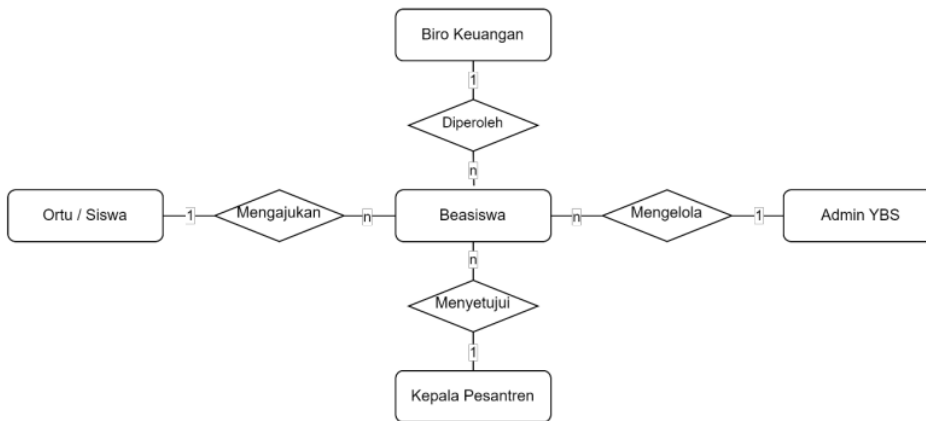 Biro Keuangan
1
Diperoleh
n
Ortu / Siswa 1 Mengajukan n Beasiswa n Mengelola 1 Admin YBS
n
Menyetujui
1
Kepala Pesantren